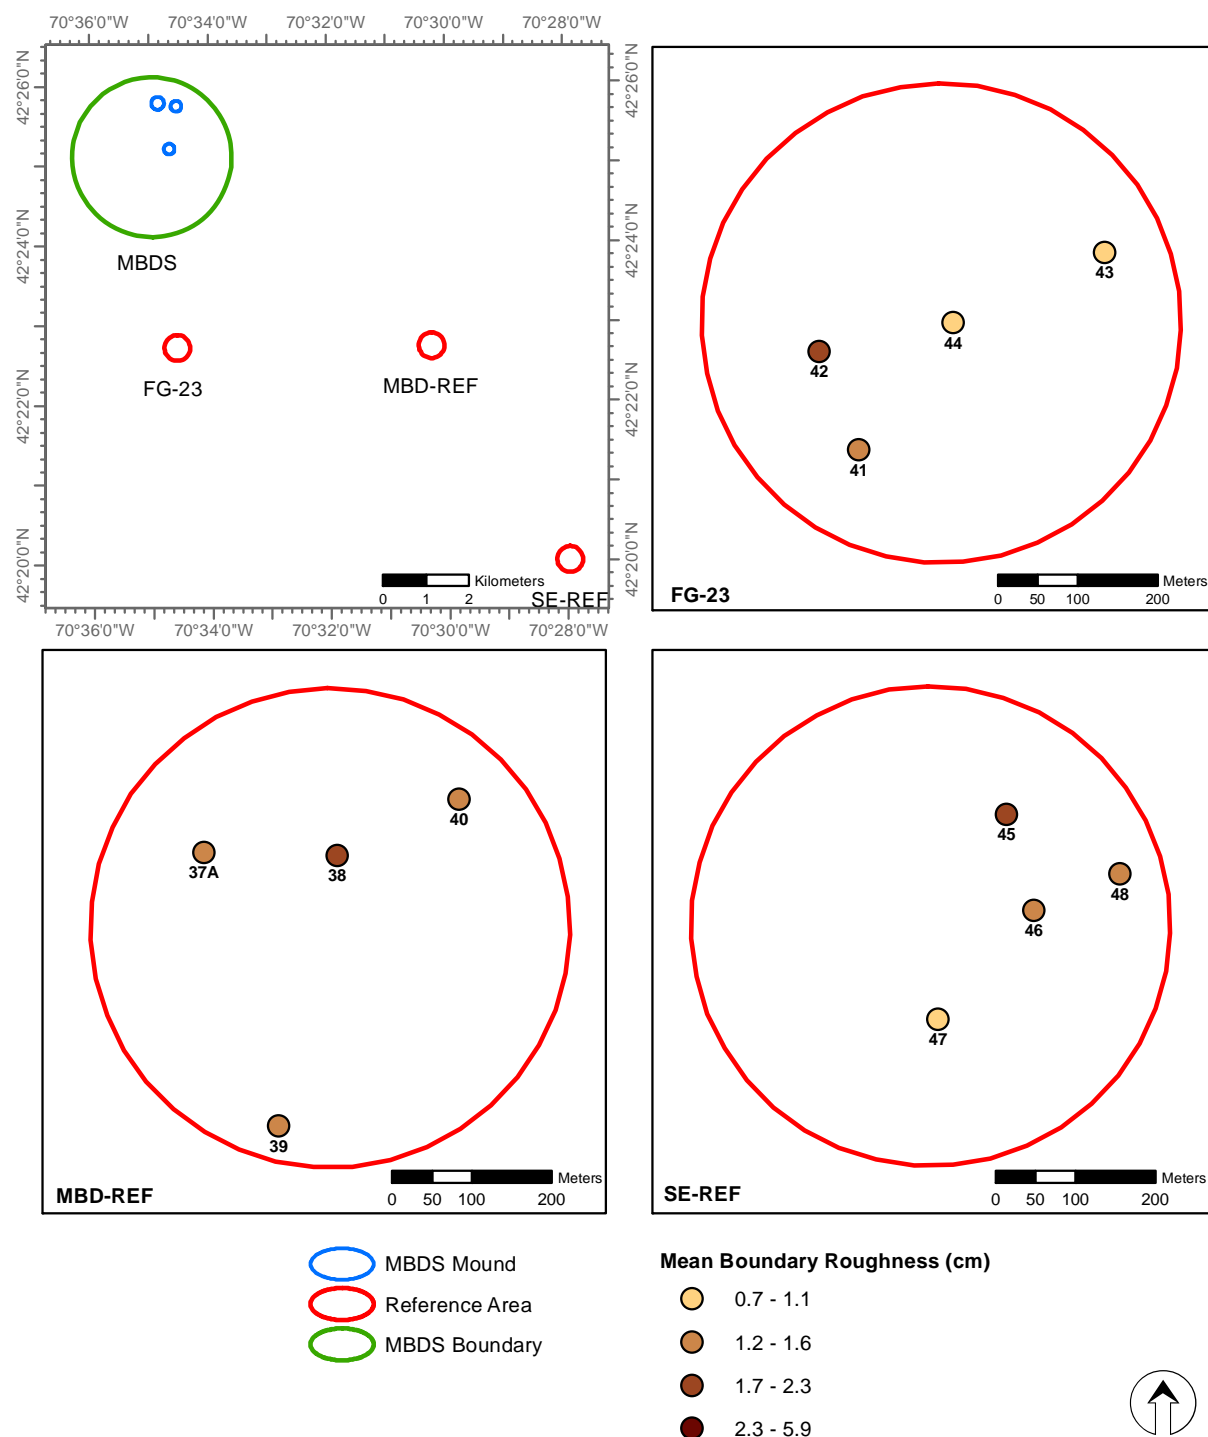 70°36'0"W 70°34'0"W 70°32'0"W 70°30'0"W 70°28'0"W
42°26'0"N
42°24'0"N
42°22'0"N
42°20'0"N
MBDS
FG-23
MBD-REF
SE-REF
Kilometers
0 1 2
42°26'0"N
42°24'0"N
42°22'0"N
42°20'0"N
70°36'0"W 70°34'0"W 70°32'0"W 70°30'0"W 70°28'0"W
43
44
42
41
FG-23
Meters
0 50 100 200
40
37A
38
39
MBD-REF
Meters
0 50 100 200
45
48
46
47
SE-REF
Meters
0 50 100 200
MBDS Mound
Reference Area
MBDS Boundary
Mean Boundary Roughness (cm)
0.7 - 1.1
1.2 - 1.6
1.7 - 2.3
2.3 - 5.9